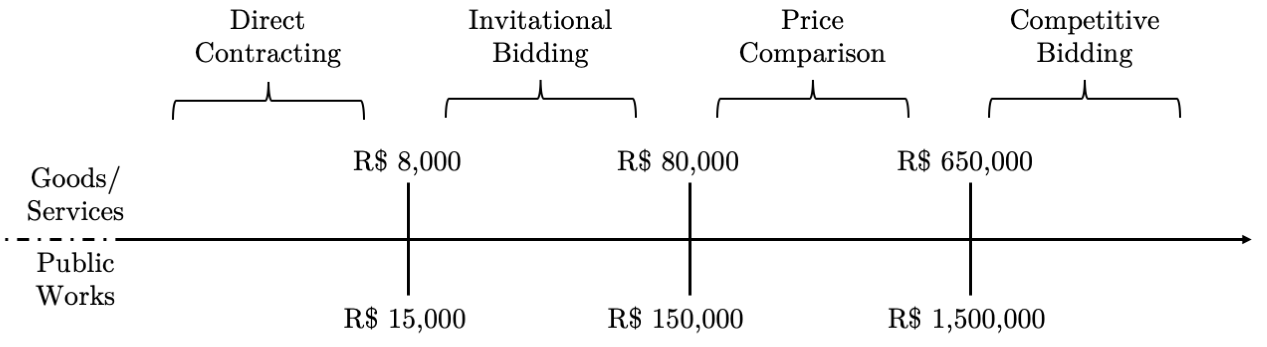 Direct
Contracting
Invitational
Bidding
Price
Comparison
Competitive
Bidding
R$ 8,000
R$ 80,000
R$ 650,000
Goods/
Services
Public
Works
R$ 15,000
R$ 150,000
R$ 1,500,000